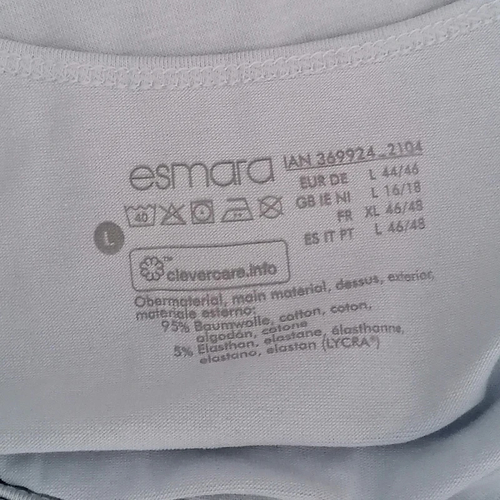 esmara
IAN 369924_2104
EUR DE L 44/46
GB IE NI L 16/18
FR XL 46/48
ES IT PT L 46/48
40
L
clevercare.info™
Obermaterial, main material, dessus, exterior,
materiale esterno:
95% Baumwolle, cotton, coton,
algodón, cotone
5% Elasthan, elastane, élasthanne,
elastano, elastan (LYCRA®)